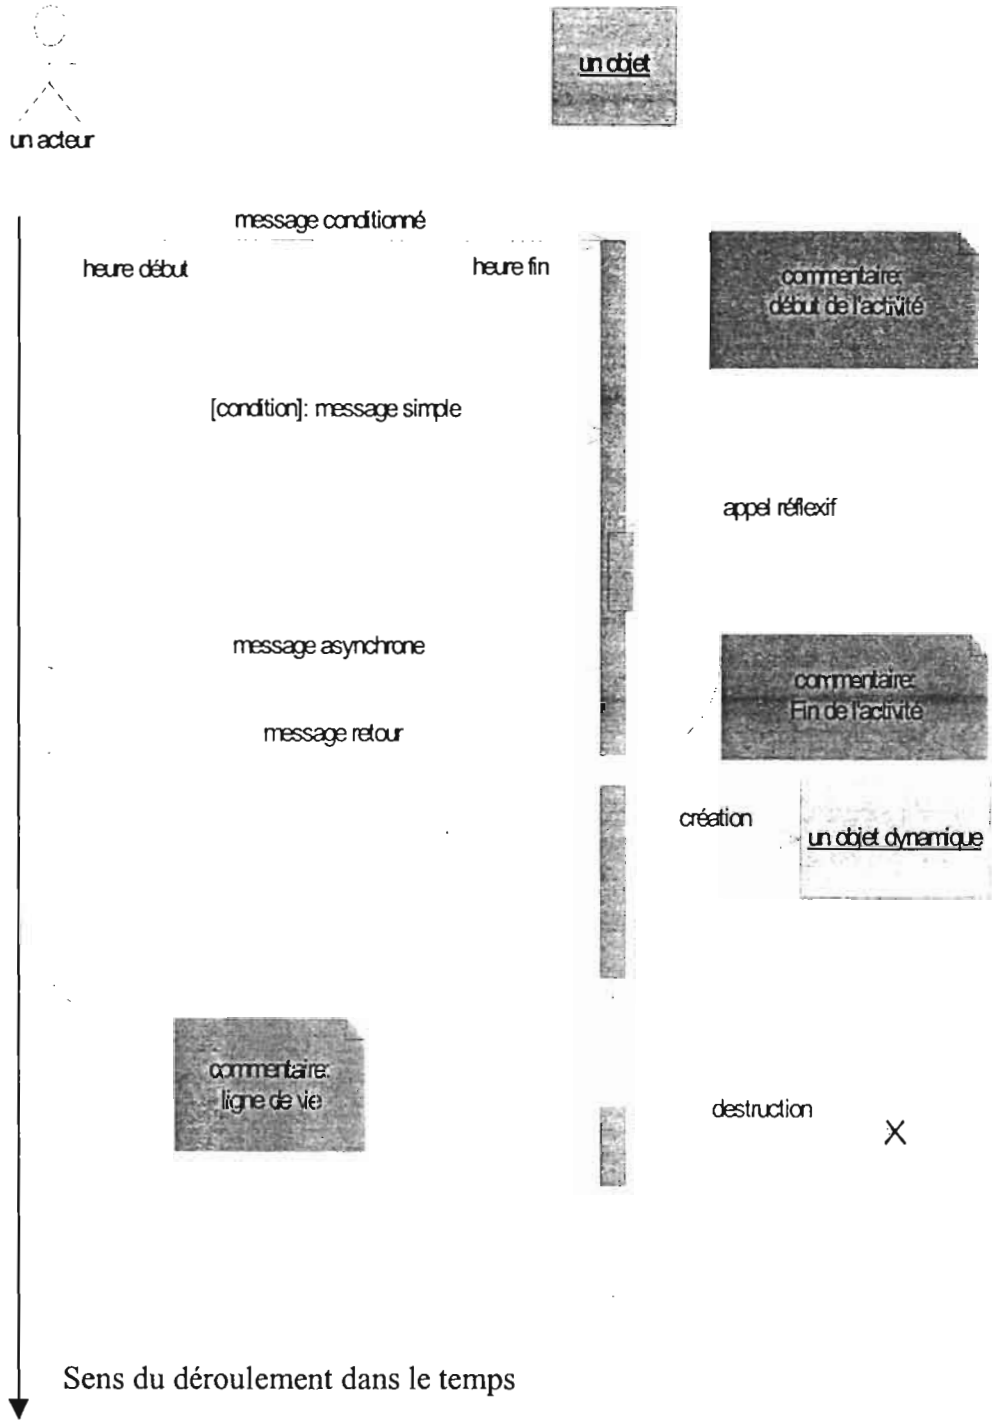 un objet
un acteur
message conditionné
heure début
heure fin
commentaire:
début de l'activité
[condition]: message simple
appel réflexif
message asynchrone
commentaire:
Fin de l'activité
message retour
création
un objet dynamique
commentaire:
ligne de vie
destruction
Sens du déroulement dans le temps